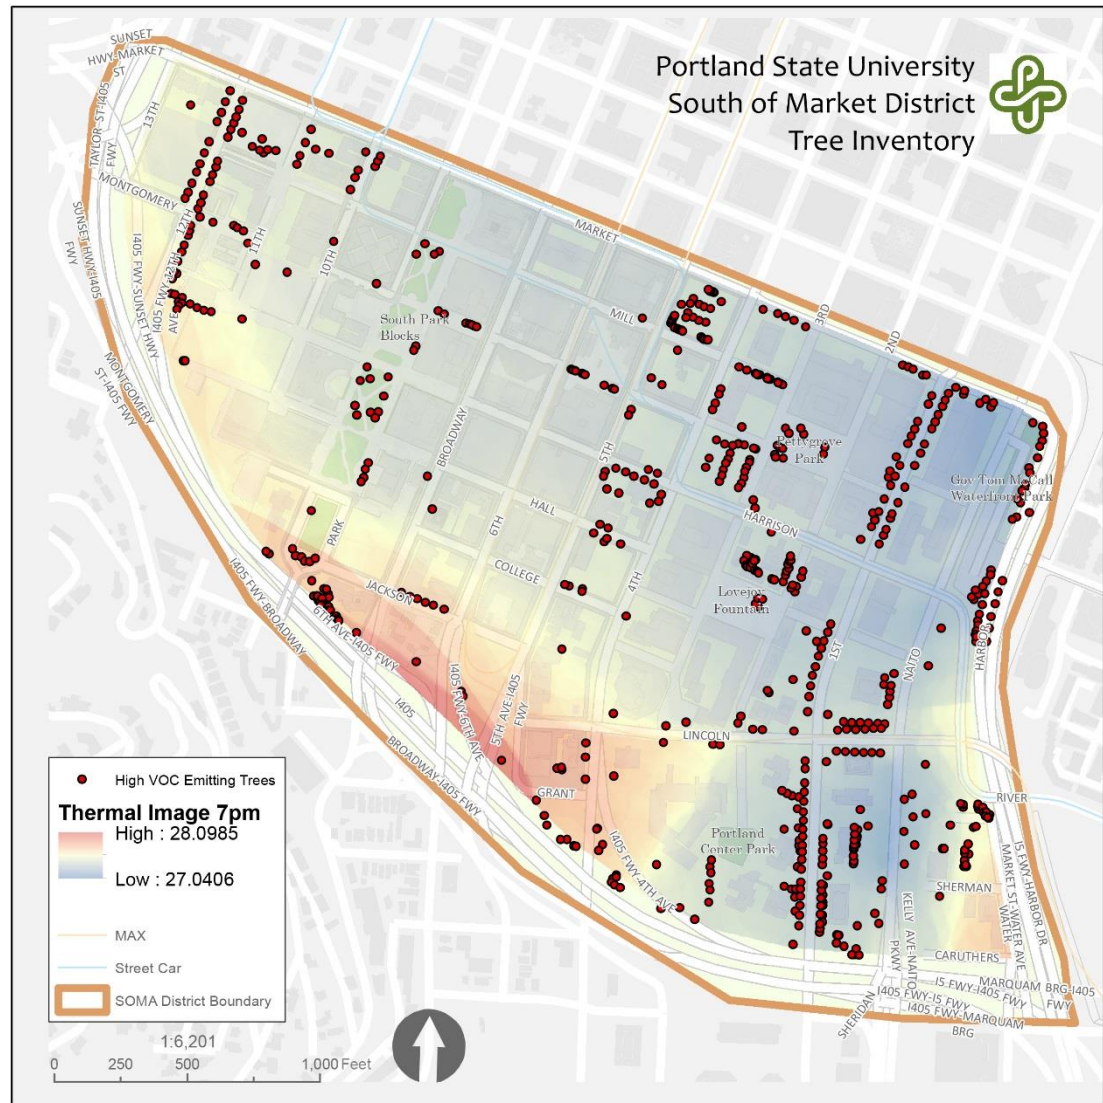 Portland State University
South of Market District
Tree Inventory
SUNSET
HWY-MARKET
ST
TAYLOR ST-I405
FWY
13TH
MONTGOMERY
12TH
11TH
10TH
SUNSET HWY-I405
FWY
I405 FWY-SUNSET HWY
I405 FWY-12TH
AVE
MONTGOMERY
ST-I405 FWY
MARKET
MILL
3RD
2ND
South Park
Blocks
BROADWAY
5TH
Pettygrove
Park
Gov Tom McCall
Waterfront Park
HALL
6TH
HARRISON
PARK
COLLEGE
4TH
JACKSON
Lovejoy
Fountain
I405 FWY-BROADWAY
6TH AVE-I405 FWY
1ST
NAITO
HARBOR
I405
I405 FWY-6TH AVE
5TH AVE-I405
FWY
LINCOLN
BROADWAY-I405 FWY
GRANT
RIVER
Portland
Center Park
I405 FWY-4TH AVE
SHERMAN
I5 FWY-HARBOR DR
MARKET ST-WATER AVE
WATER
KELLY AVE-NAITO
PKWY
CARUTHERS
MARQUAM BRG-I405
FWY
I5 FWY-I405 FWY
I405 FWY-I5 FWY
I405 FWY-MARQUAM
BRG
SHERIDAN
High VOC Emitting Trees
Thermal Image 7pm
High : 28.0985
Low : 27.0406
MAX
Street Car
SOMA District Boundary
1:6,201
0 250 500 1,000 Feet